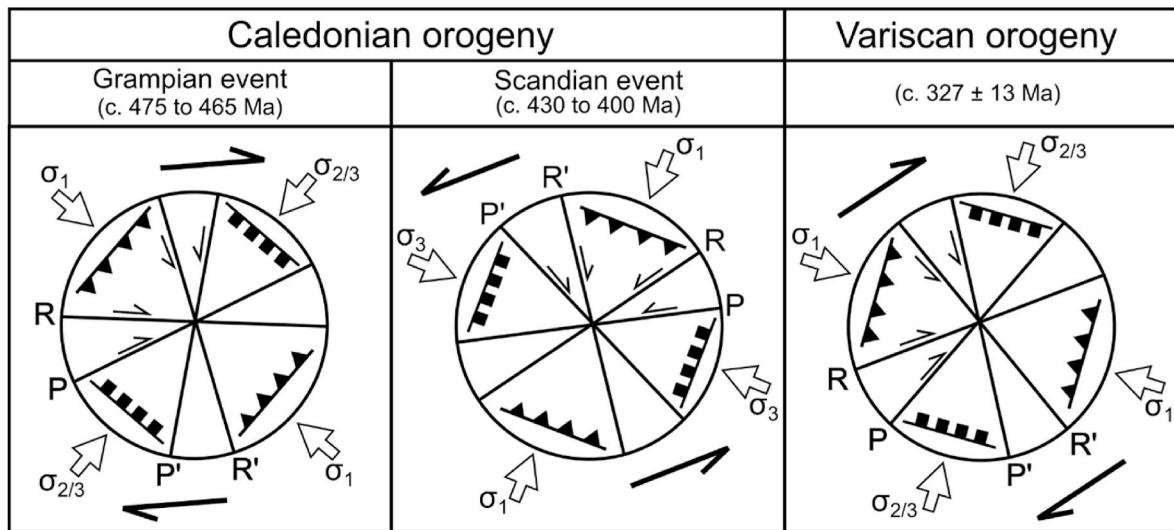 Caledonian orogeny
Variscan orogeny
Grampian event
(c. 475 to 465 Ma)
Scandian event
(c. 430 to 400 Ma)
(c. 327 ± 13 Ma)
σ1
σ2/3
R
P
σ2/3
P'
R'
σ1
σ1
R'
P'
σ3
R
P
σ3
σ1
σ2/3
σ1
R
P
R'
P'
σ1
σ2/3